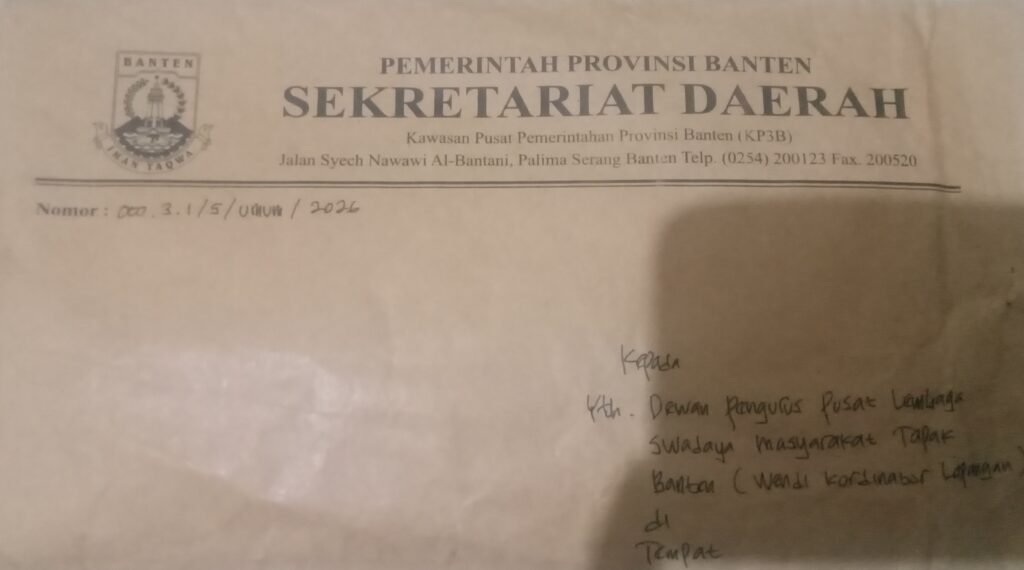 BANTEN
IMAN TAQWA
PEMERINTAH PROVINSI BANTEN
SEKRETARIAT DAERAH
Kawasan Pusat Pemerintahan Provinsi Banten (KP3B)
Jalan Syech Nawawi Al-Bantani, Palima Serang Banten Telp. (0254) 200123 Fax. 200520
Nomor : 000.3.1/5/UMUM/2026
Kepada
Yth. Dewan Pengurus Pusat Lembaga
Swadaya Masyarakat Tapak
Banten (Wendi Kordinator Lapangan)
di
Tempat